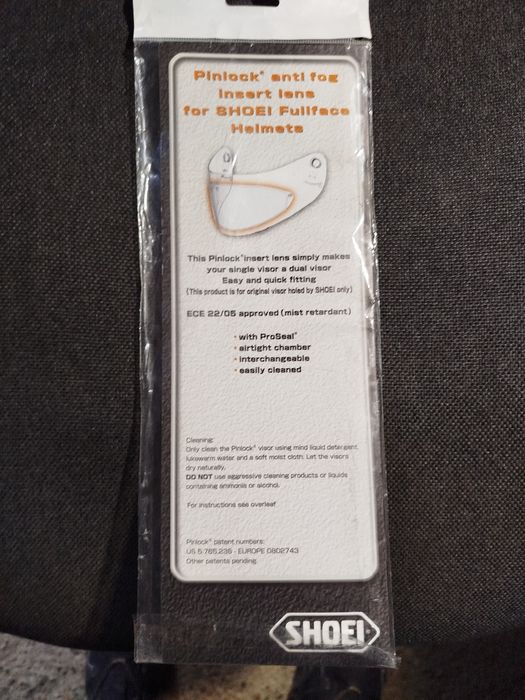 Pinlock® anti fog
insert lens
for SHOEI Fullface
Helmets
This Pinlock® insert lens simply makes
your single visor a dual visor
Easy and quick fitting
(This product is for original visor holed by SHOEI only)
ECE 22/05 approved (mist retardant)
• with ProSeal®
• airtight chamber
• interchangeable
• easily cleaned
Cleaning:
Only clean the Pinlock® visor using mind liquid detergent,
lukewarm water and a soft moist cloth. Let the visors
dry naturally.
DO NOT use aggressive cleaning products or liquids
containing ammonia or alcohol.
For instructions see overleaf
Pinlock® patent numbers:
US 5.765.235 - EUROPE 0802743
Other patents pending
SHOEI